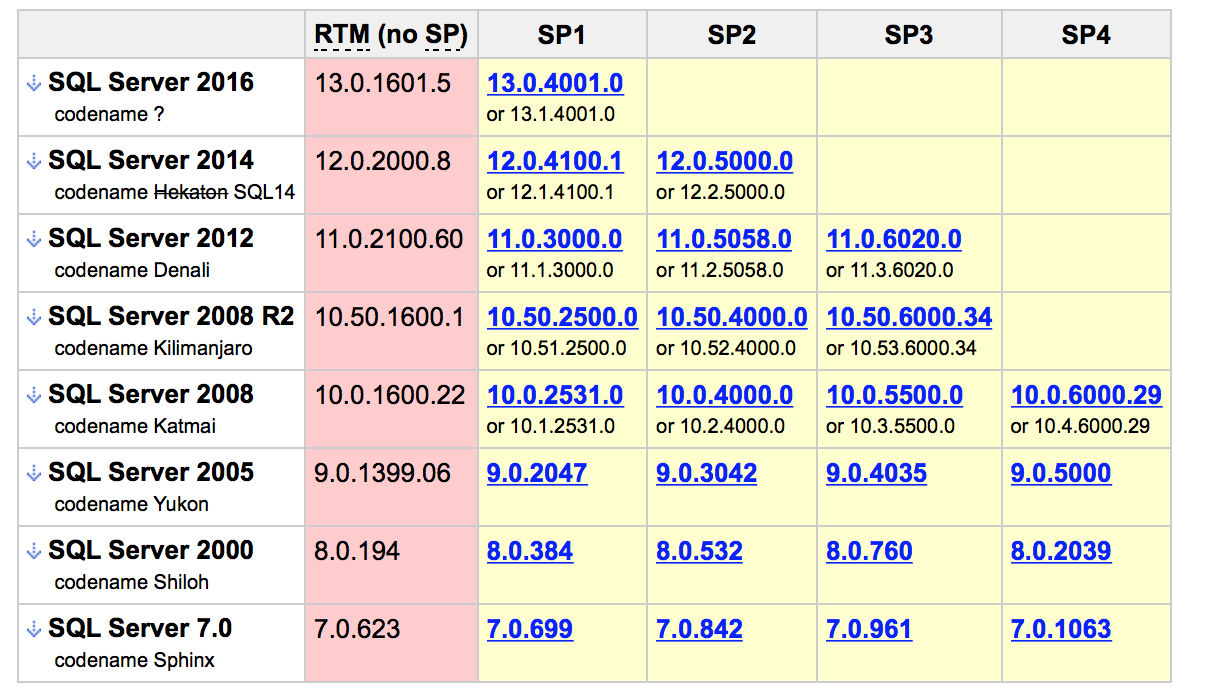 RTM (no SP) SP1 SP2 SP3 SP4
SQL Server 2016 13.0.1601.5 13.0.4001.0
codename ? or 13.1.4001.0
SQL Server 2014 12.0.2000.8 12.0.4100.1 12.0.5000.0
codename Hekaton SQL14 or 12.1.4100.1 or 12.2.5000.0
SQL Server 2012 11.0.2100.60 11.0.3000.0 11.0.5058.0 11.0.6020.0
codename Denali or 11.1.3000.0 or 11.2.5058.0 or 11.3.6020.0
SQL Server 2008 R2 10.50.1600.1 10.50.2500.0 10.50.4000.0 10.50.6000.34
codename Kilimanjaro or 10.51.2500.0 or 10.52.4000.0 or 10.53.6000.34
SQL Server 2008 10.0.1600.22 10.0.2531.0 10.0.4000.0 10.0.5500.0 10.0.6000.29
codename Katmai or 10.1.2531.0 or 10.2.4000.0 or 10.3.5500.0 or 10.4.6000.29
SQL Server 2005 9.0.1399.06 9.0.2047 9.0.3042 9.0.4035 9.0.5000
codename Yukon
SQL Server 2000 8.0.194 8.0.384 8.0.532 8.0.760 8.0.2039
codename Shiloh
SQL Server 7.0 7.0.623 7.0.699 7.0.842 7.0.961 7.0.1063
codename Sphinx